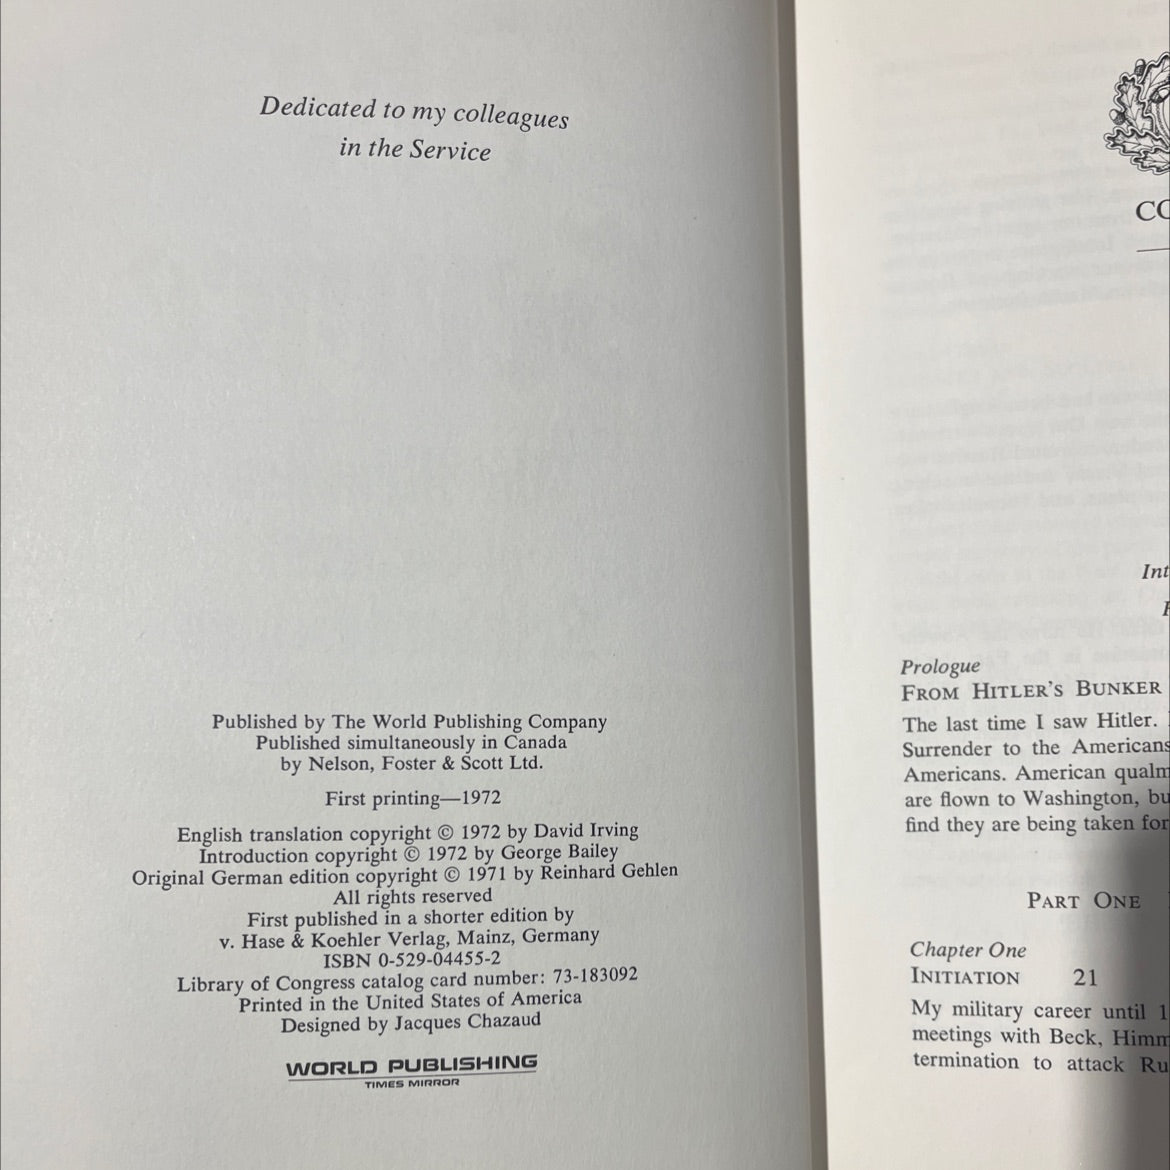 Dedicated to my colleagues
in the Service
Published by The World Publishing Company
Published simultaneously in Canada
by Nelson, Foster & Scott Ltd.
First printing—1972
English translation copyright © 1972 by David Irving
Introduction copyright © 1972 by George Bailey
Original German edition copyright © 1971 by Reinhard Gehlen
All rights reserved
First published in a shorter edition by
v. Hase & Koehler Verlag, Mainz, Germany
ISBN 0-529-04455-2
Library of Congress catalog card number: 73-183092
Printed in the United States of America
Designed by Jacques Chazaud
WORLD PUBLISHING
TIMES MIRROR
CO
Int
Prologue
FROM HITLER'S BUNKER
The last time I saw Hitler.
Surrender to the Americans
Americans. American qualm
are flown to Washington, bu
find they are being taken for
PART ONE
Chapter One
INITIATION 21
My military career until 1
meetings with Beck, Himm
termination to attack Ru